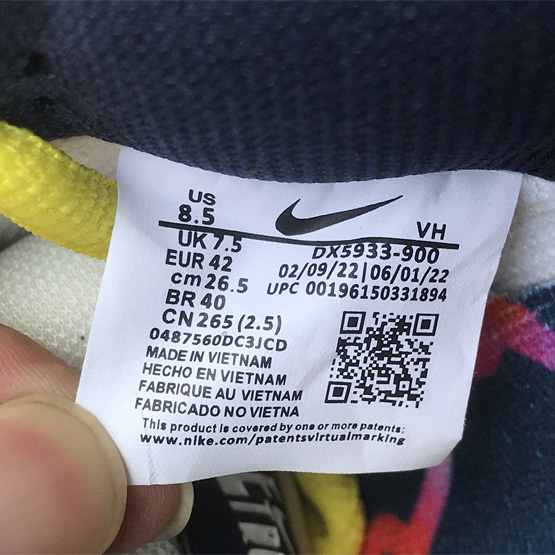 US
8.5
VH
UK 7.5
DX5933-900
EUR 42
02/09/22 | 06/01/22
cm 26.5
UPC 00196150331894
BR 40
CN 265 (2.5)
0487560DC3JCD
MADE IN VIETNAM
HECHO EN VIETNAM
FABRIQUE AU VIETNAM
FABRICADO NO VIETNA
This product is covered by one or more patents:
www.nike.com/patentsvirtualmarking